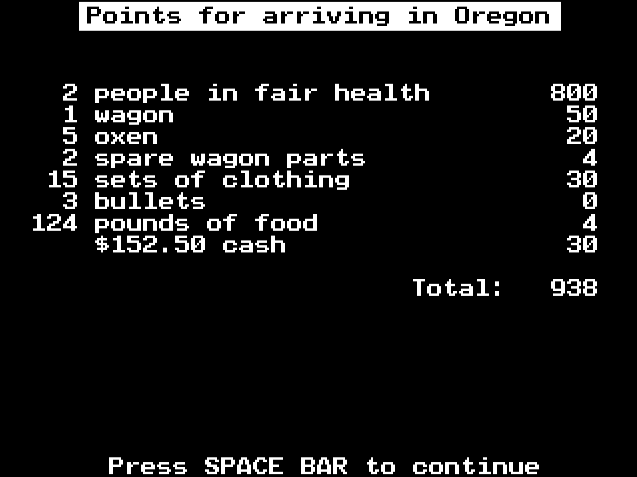 Points for arriving in Oregon
2 people in fair health 800
1 wagon 50
5 oxen 20
2 spare wagon parts 4
15 sets of clothing 30
3 bullets 0
124 pounds of food 4
$152.50 cash 30
Total: 938
Press SPACE BAR to continue